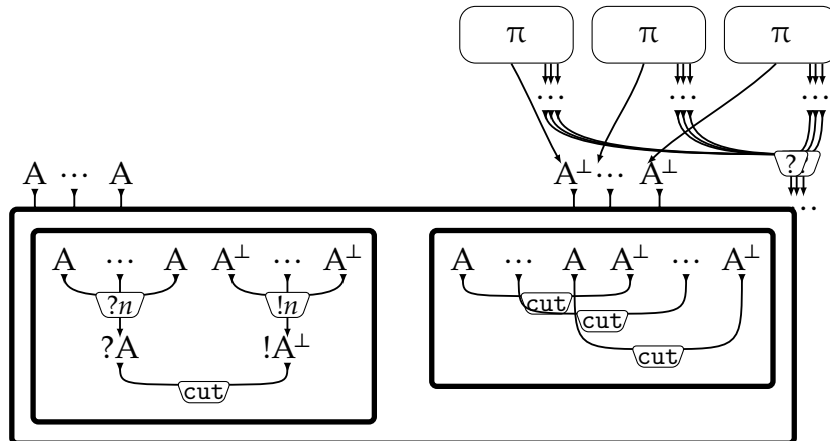 π π π
⋯ ⋯ ⋯
?
A ⋯ A A⊥ ⋯ A⊥
⋯
A ⋯ A A⊥ ⋯ A⊥ A ⋯ A A⊥ ⋯ A⊥
?n !n cut
cut
?A !A⊥
cut
cut